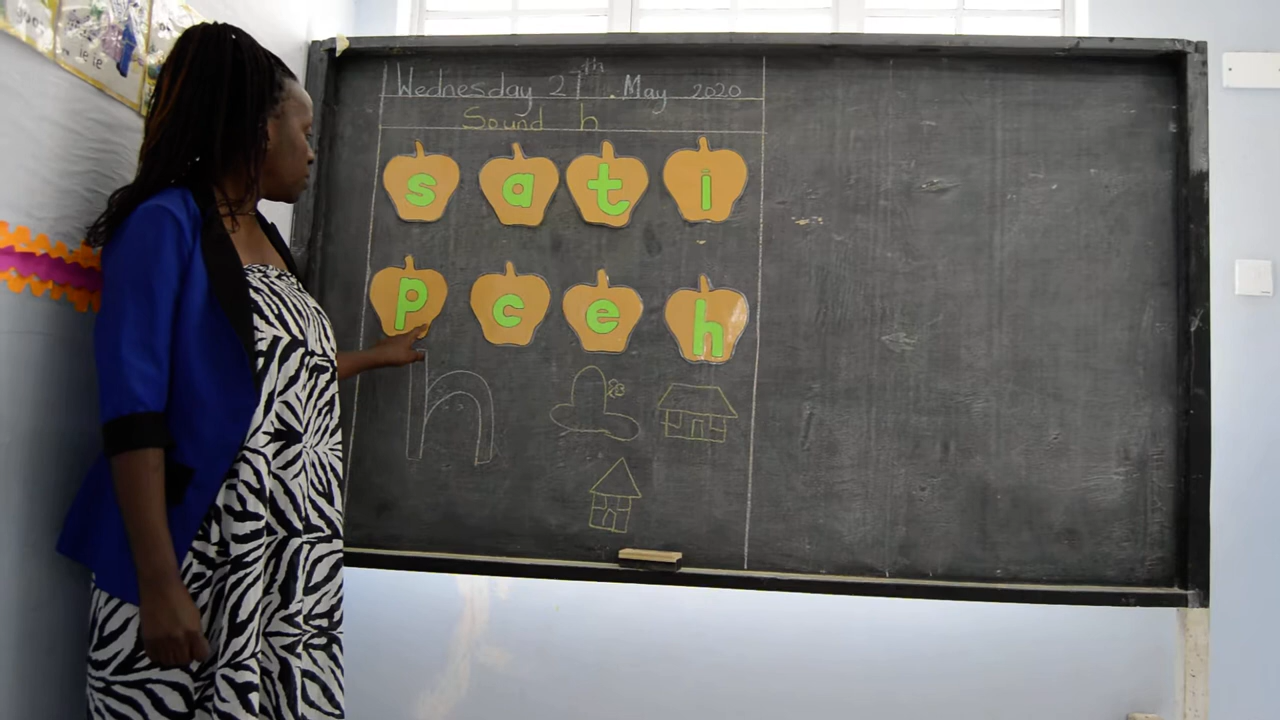 Wednesday 27th .May 2020
Sound h
s a t i
p c e h
h